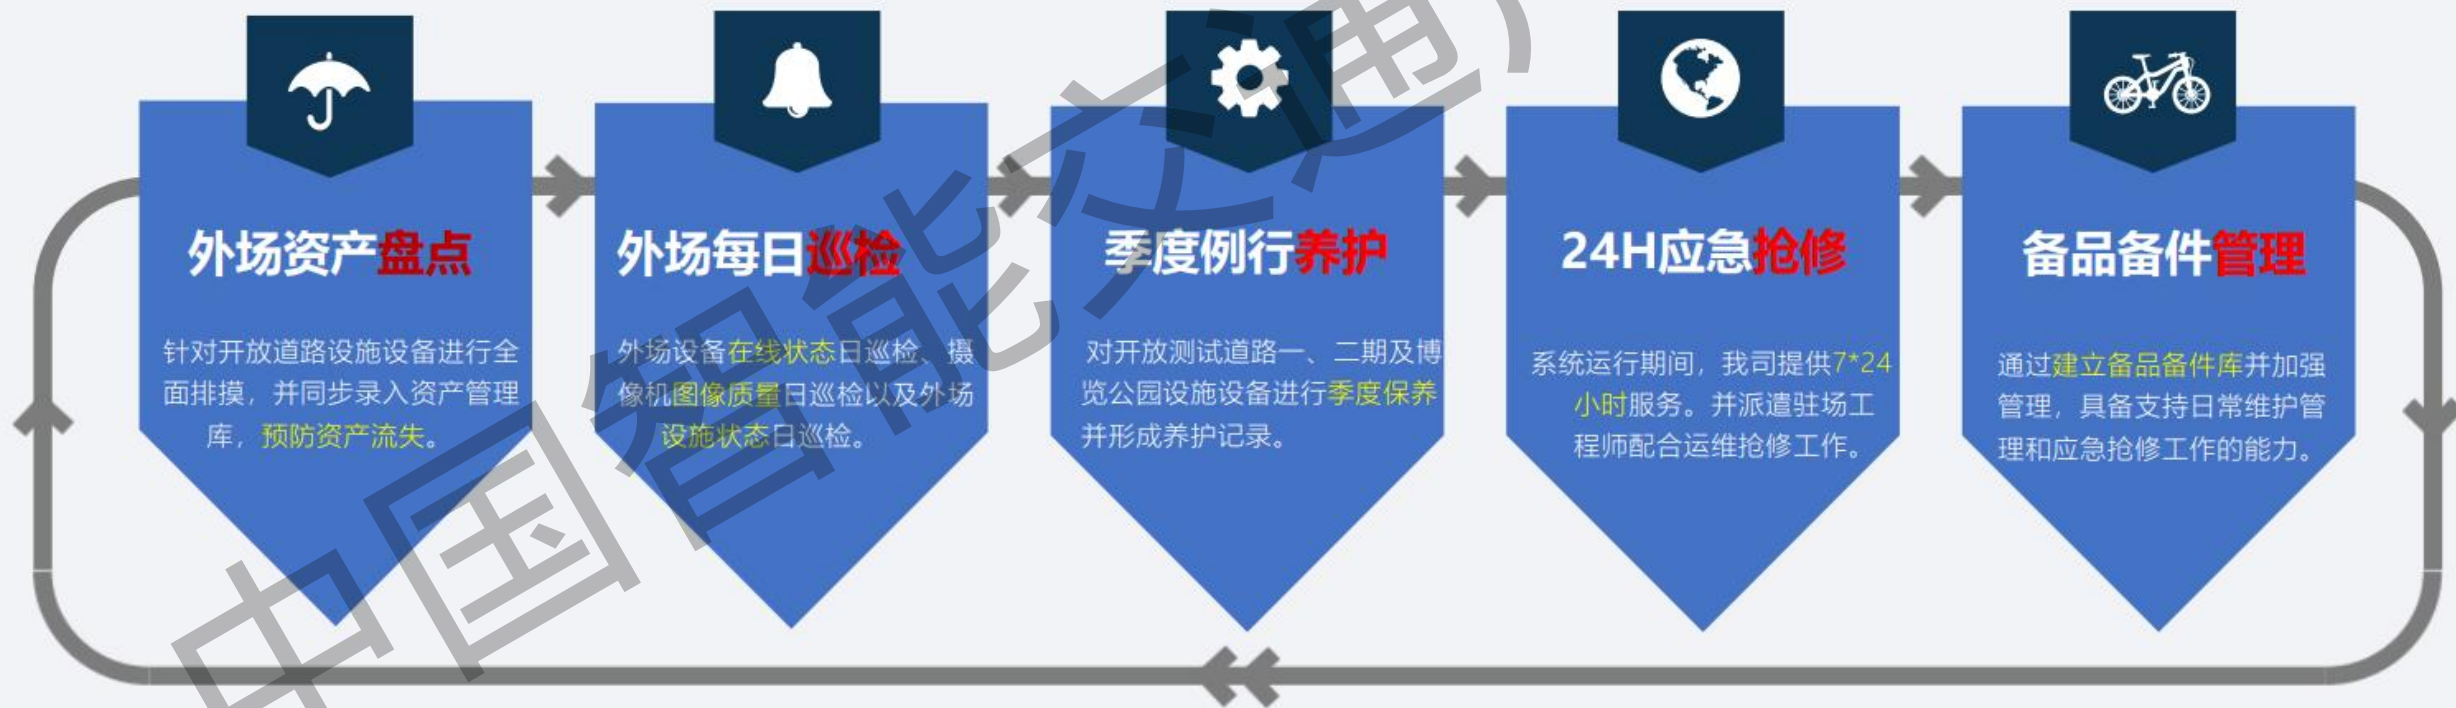 外场资产盘点
针对开放道路设施设备进行全
面排摸，并同步录入资产管理
库，预防资产流失。
外场每日巡检
外场设备在线状态日巡检、摄
像机图像质量日巡检以及外场
设施状态日巡检。
季度例行养护
对开放测试道路一、二期及博
览公园设施设备进行季度保养
并形成养护记录。
24H应急抢修
系统运行期间，我司提供7*24
小时服务。并派遣驻场工
程师配合运维抢修工作。
备品备件管理
通过建立备品备件库并加强
管理，具备支持日常维护管
理和应急抢修工作的能力。
中国智能交通